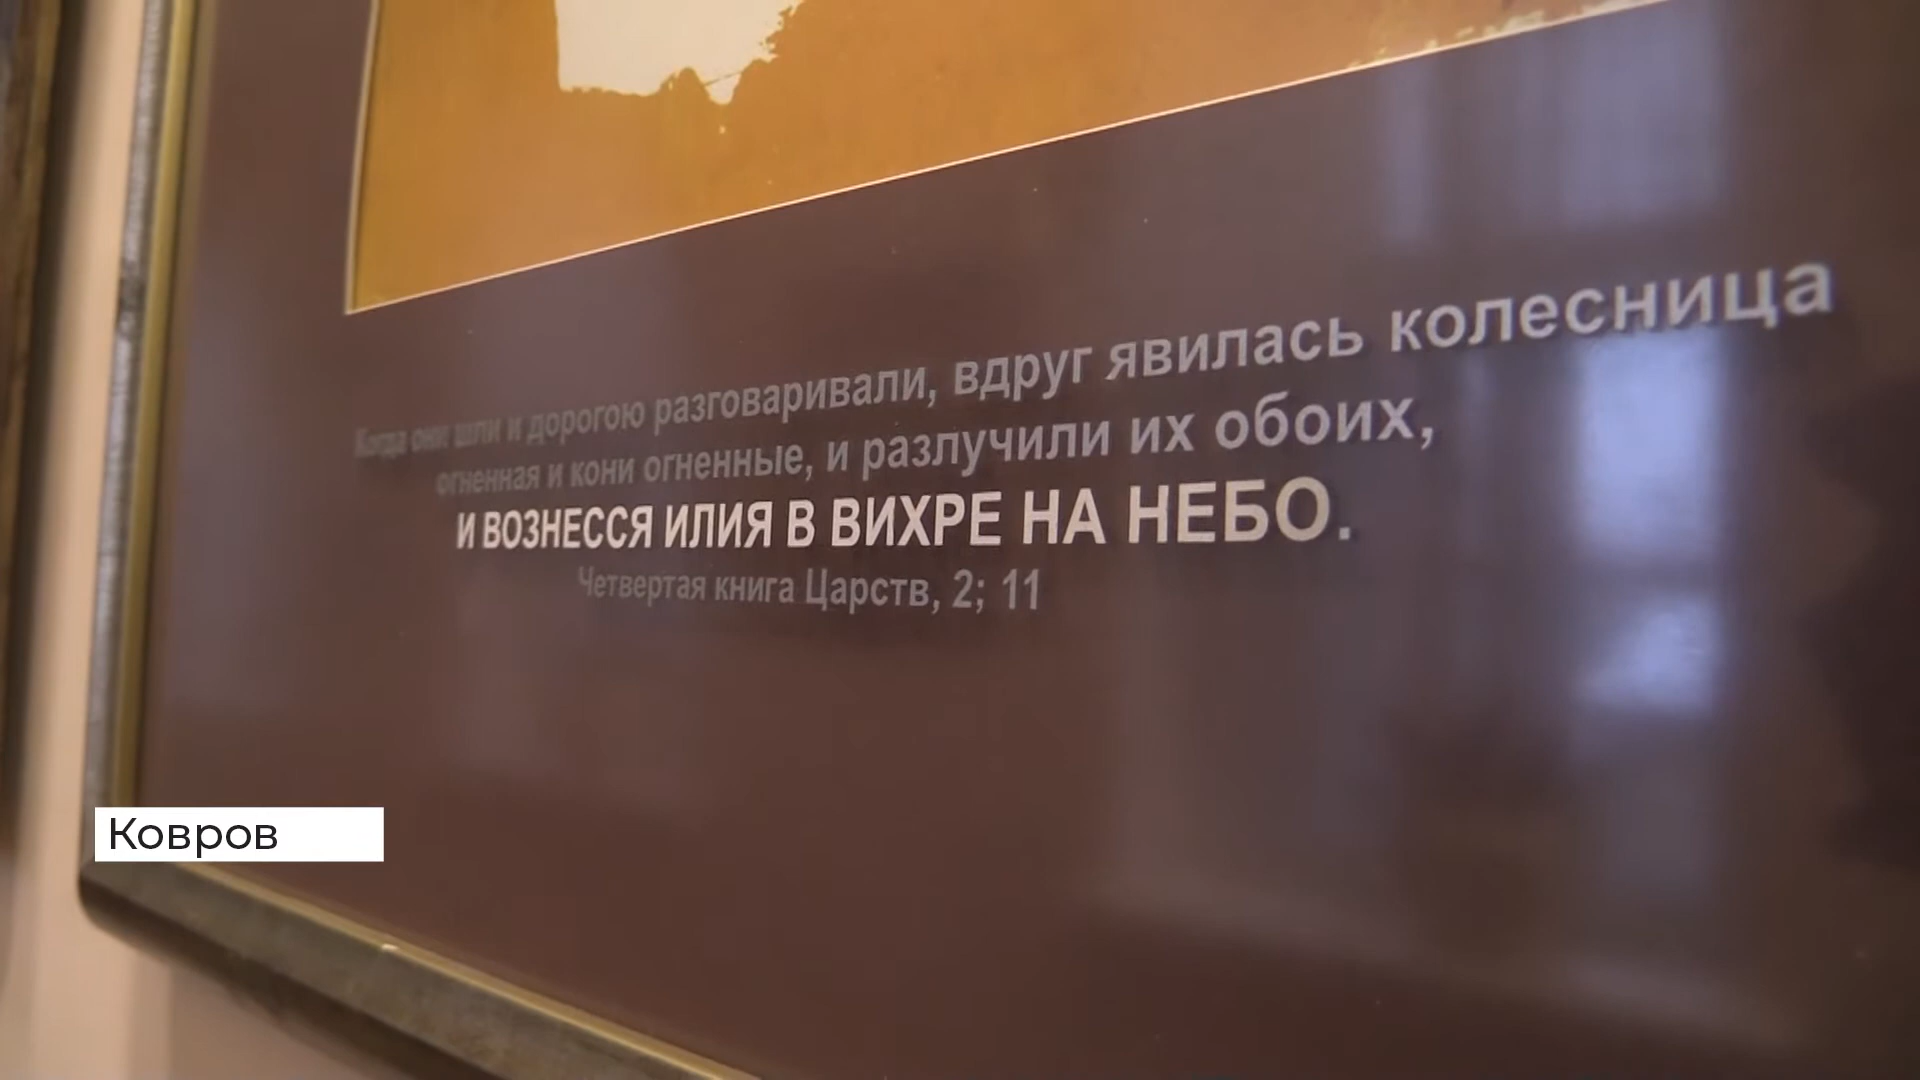 Когда они шли и дорогою разговаривали, вдруг явилась колесница
огненная и кони огненные, и разлучили их обоих,
И ВОЗНЕССЯ ИЛИЯ В ВИХРЕ НА НЕБО.
Четвертая книга Царств, 2; 11
Ковров